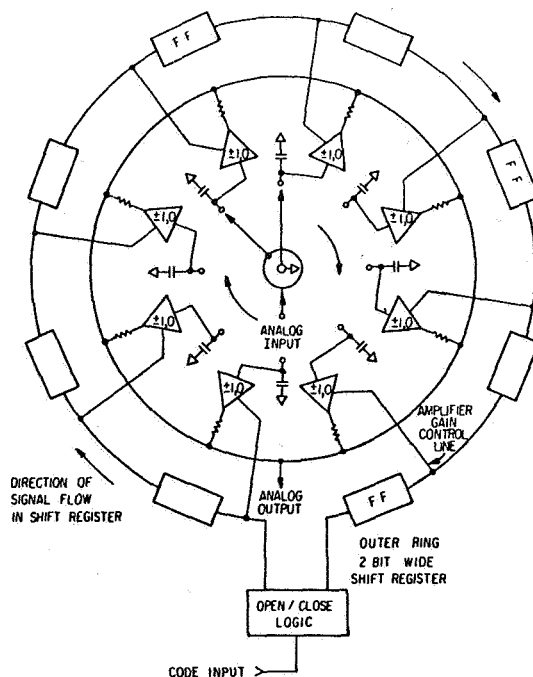 F F
F F
±1,0
±1,0
±1,0
±1,0
±1,0
±1,0
±1,0
±1,0
ANALOG
INPUT
AMPLIFIER
GAIN
CONTROL
LINE
DIRECTION OF
SIGNAL FLOW
IN SHIFT REGISTER
ANALOG
OUTPUT
F F
OUTER RING
2 BIT WIDE
SHIFT REGISTER
OPEN / CLOSE
LOGIC
CODE INPUT